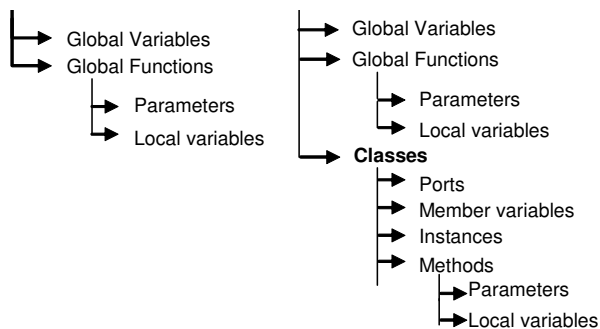 Global Variables
Global Functions
Parameters
Local variables
Global Variables
Global Functions
Parameters
Local variables
Classes
Ports
Member variables
Instances
Methods
Parameters
Local variables